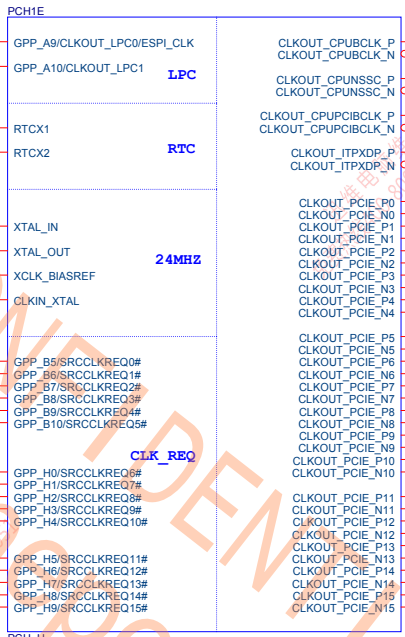 PCH1E
GPP_A9/CLKOUT_LPC0/ESPI_CLK
GPP_A10/CLKOUT_LPC1
LPC
RTCX1
RTCX2
RTC
XTAL_IN
XTAL_OUT
24MHZ
XCLK_BIASREF
CLKIN_XTAL
GPP_B5/SRCCLKREQ0#
GPP_B6/SRCCLKREQ1#
GPP_B7/SRCCLKREQ2#
GPP_B8/SRCCLKREQ3#
GPP_B9/SRCCLKREQ4#
GPP_B10/SRCCLKREQ5#
CLK_REQ
GPP_H0/SRCCLKREQ6#
GPP_H1/SRCCLKREQ7#
GPP_H2/SRCCLKREQ8#
GPP_H3/SRCCLKREQ9#
GPP_H4/SRCCLKREQ10#
GPP_H5/SRCCLKREQ11#
GPP_H6/SRCCLKREQ12#
GPP_H7/SRCCLKREQ13#
GPP_H8/SRCCLKREQ14#
GPP_H9/SRCCLKREQ15#
CLKOUT_CPUBCLK_P
CLKOUT_CPUBCLK_N
CLKOUT_CPUNSSC_P
CLKOUT_CPUNSSC_N
CLKOUT_CPUPCIBCLK_P
CLKOUT_CPUPCIBCLK_N
CLKOUT_ITPXDP_P
CLKOUT_ITPXDP_N
CLKOUT_PCIE_P0
CLKOUT_PCIE_N0
CLKOUT_PCIE_P1
CLKOUT_PCIE_N1
CLKOUT_PCIE_P2
CLKOUT_PCIE_N2
CLKOUT_PCIE_P3
CLKOUT_PCIE_N3
CLKOUT_PCIE_P4
CLKOUT_PCIE_N4
CLKOUT_PCIE_P5
CLKOUT_PCIE_N5
CLKOUT_PCIE_P6
CLKOUT_PCIE_N6
CLKOUT_PCIE_P7
CLKOUT_PCIE_N7
CLKOUT_PCIE_P8
CLKOUT_PCIE_N8
CLKOUT_PCIE_P9
CLKOUT_PCIE_N9
CLKOUT_PCIE_P10
CLKOUT_PCIE_N10
CLKOUT_PCIE_P11
CLKOUT_PCIE_N11
CLKOUT_PCIE_P12
CLKOUT_PCIE_N12
CLKOUT_PCIE_P13
CLKOUT_PCIE_N13
CLKOUT_PCIE_P14
CLKOUT_PCIE_N14
CLKOUT_PCIE_P15
CLKOUT_PCIE_N15